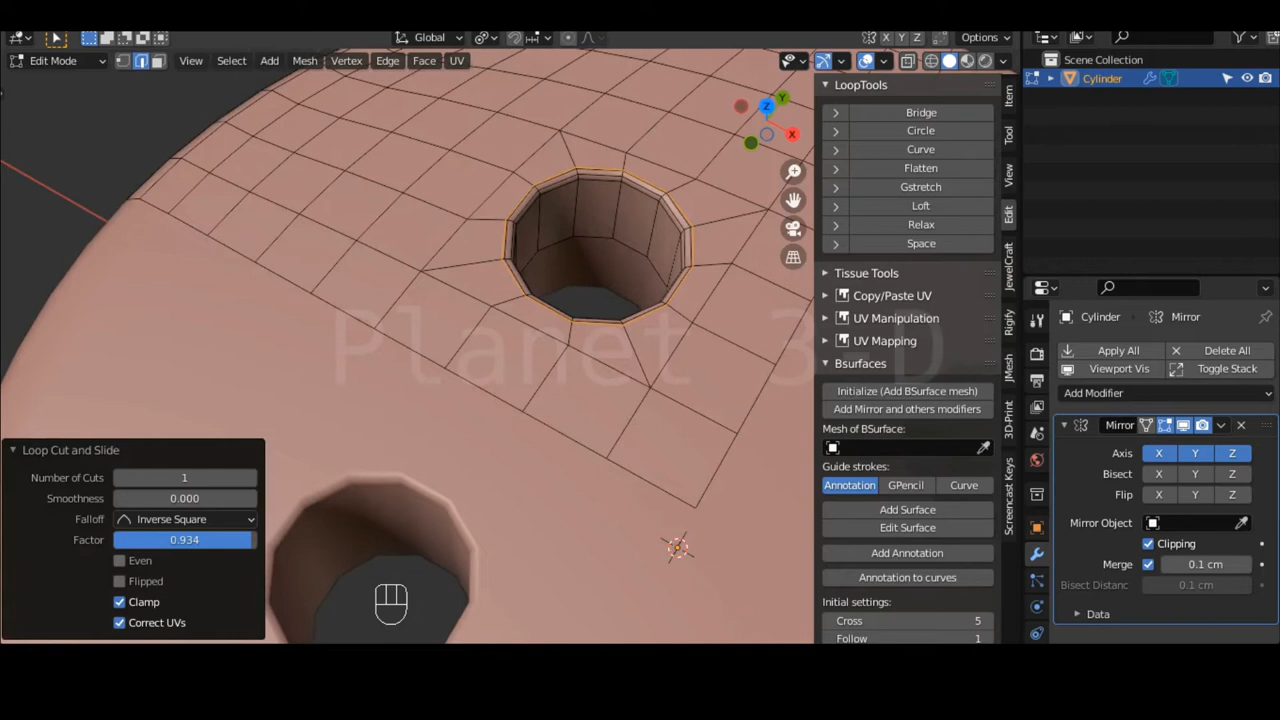 Global
X Y Z
Options
Edit Mode
View
Select
Add
Mesh
Vertex
Edge
Face
UV
Scene Collection
Cylinder
Y
Z
X
LoopTools
Bridge
Circle
Curve
Flatten
Gstretch
Loft
Relax
Space
Tissue Tools
Copy/Paste UV
UV Manipulation
UV Mapping
Bsurfaces
Initialize (Add BSurface mesh)
Add Mirror and others modifiers
Mesh of BSurface:
Guide strokes:
Annotation GPencil Curve
Add Surface
Edit Surface
Add Annotation
Annotation to curves
Initial settings:
Cross 5
Follow 1
Item
Tool
View
Edit
JewelCraft
Rigify
JMesh
3D-Print
Screencast Keys
Cylinder Mirror
Apply All Delete All
Viewport Vis Toggle Stack
Add Modifier
Mirror
Axis X Y Z
Bisect X Y Z
Flip X Y Z
Mirror Object
Clipping
Merge 0.1 cm
Bisect Distanc 0.1 cm
Data
Planet 3-D
Loop Cut and Slide
Number of Cuts 1
Smoothness 0.000
Falloff Inverse Square
Factor 0.934
Even
Flipped
Clamp
Correct UVs